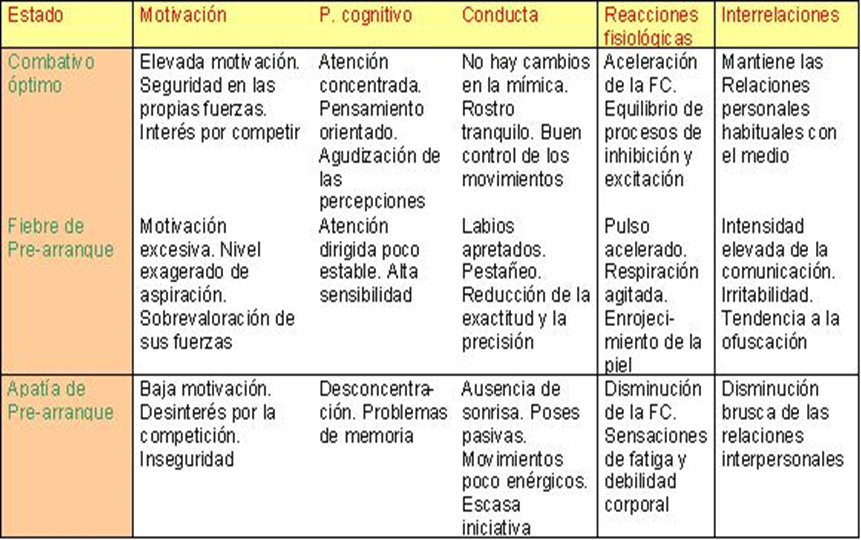 Estado
Motivación
P. cognitivo
Conducta
Reacciones
fisiológicas
Interrelaciones
Combativo
óptimo
Elevada motivación.
Seguridad en las
propias fuerzas.
Interés por competir
Atención
concentrada.
Pensamiento
orientado.
Agudización de
las
percepciones
No hay cambios
en la mímica.
Rostro
tranquilo. Buen
control de los
movimientos
Aceleración
de la FC.
Equilibrio de
procesos de
inhibición y
excitación
Mantiene las
Relaciones
personales
habituales con
el medio
Fiebre de
Pre-arranque
Motivación
excesiva. Nivel
exagerado de
aspiración.
Sobrevaloración de
sus fuerzas
Atención
dirigida poco
estable. Alta
sensibilidad
Labios
apretados.
Pestañeo.
Reducción de la
exactitud y la
precisión
Pulso
acelerado.
Respiración
agitada.
Enrojeci-
miento de la
piel
Intensidad
elevada de la
comunicación.
Irritabilidad.
Tendencia a la
ofuscación
Apatía de
Pre-arranque
Baja motivación.
Desinterés por la
competición.
Inseguridad
Desconcentra-
ción. Problemas
de memoria
Ausencia de
sonrisa. Poses
pasivas.
Movimientos
poco enérgicos.
Escasa
iniciativa
Disminución
de la FC.
Sensaciones
de fatiga y
debilidad
corporal
Disminución
brusca de las
relaciones
interpersonales